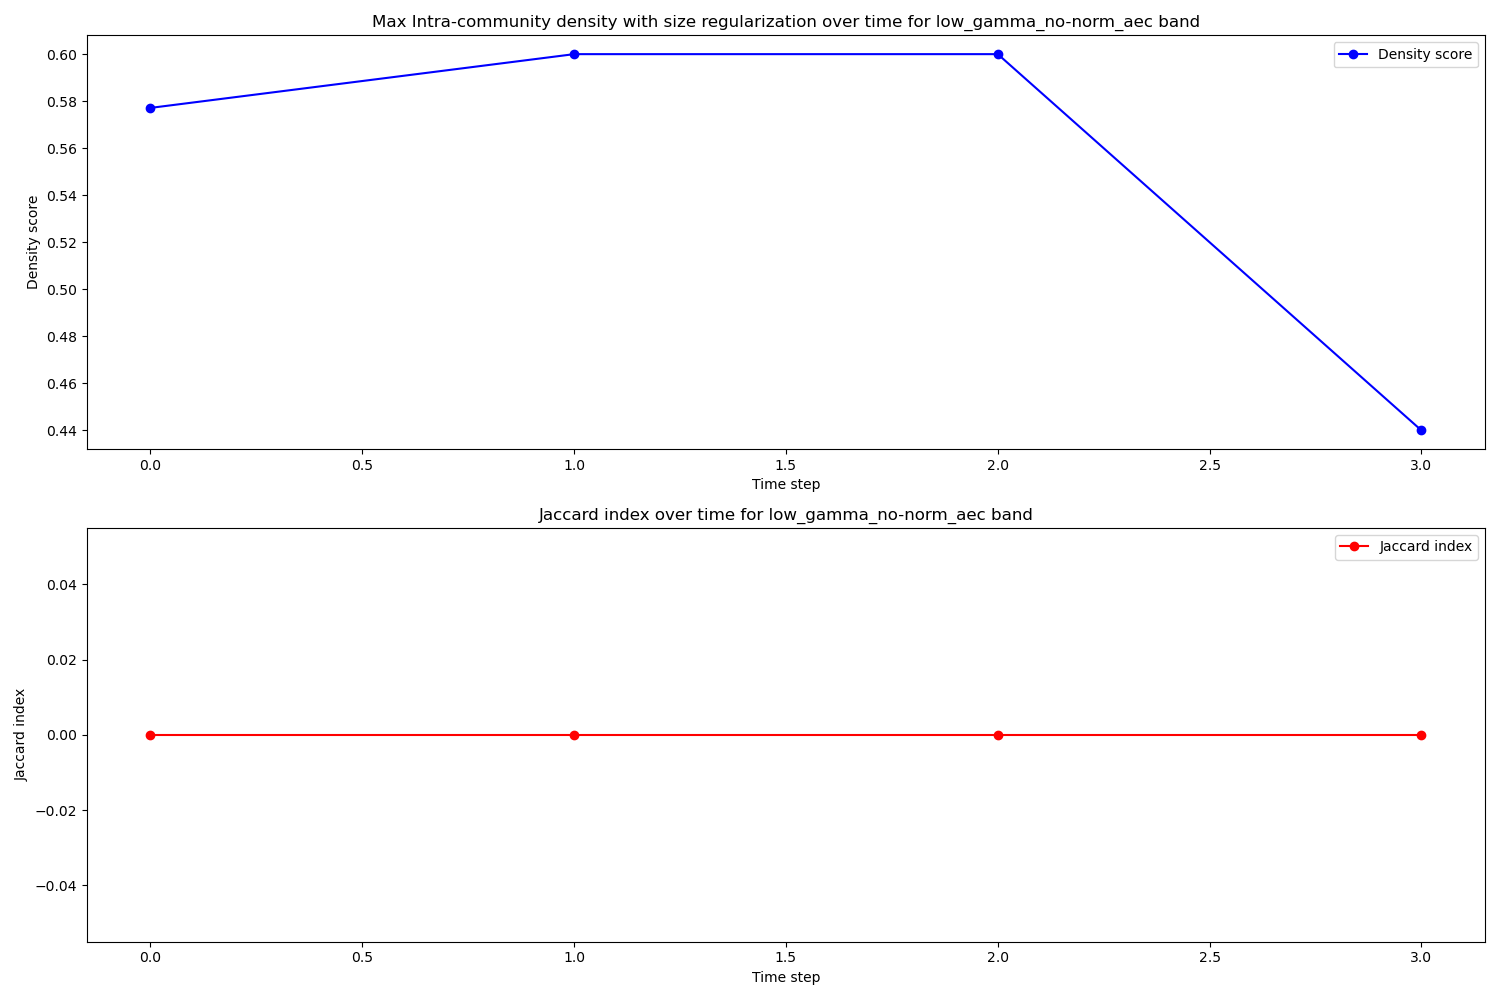 Max Intra-community density with size regularization over time for low_gamma_no-norm_aec band
Density score
0.60
0.58
0.56
0.54
0.52
0.50
0.48
0.46
0.44
Density score
0.0 0.5 1.0 1.5 2.0 2.5 3.0
Time step
Jaccard index over time for low_gamma_no-norm_aec band
Jaccard index
0.04
0.02
0.00
−0.02
−0.04
Jaccard index
0.0 0.5 1.0 1.5 2.0 2.5 3.0
Time step